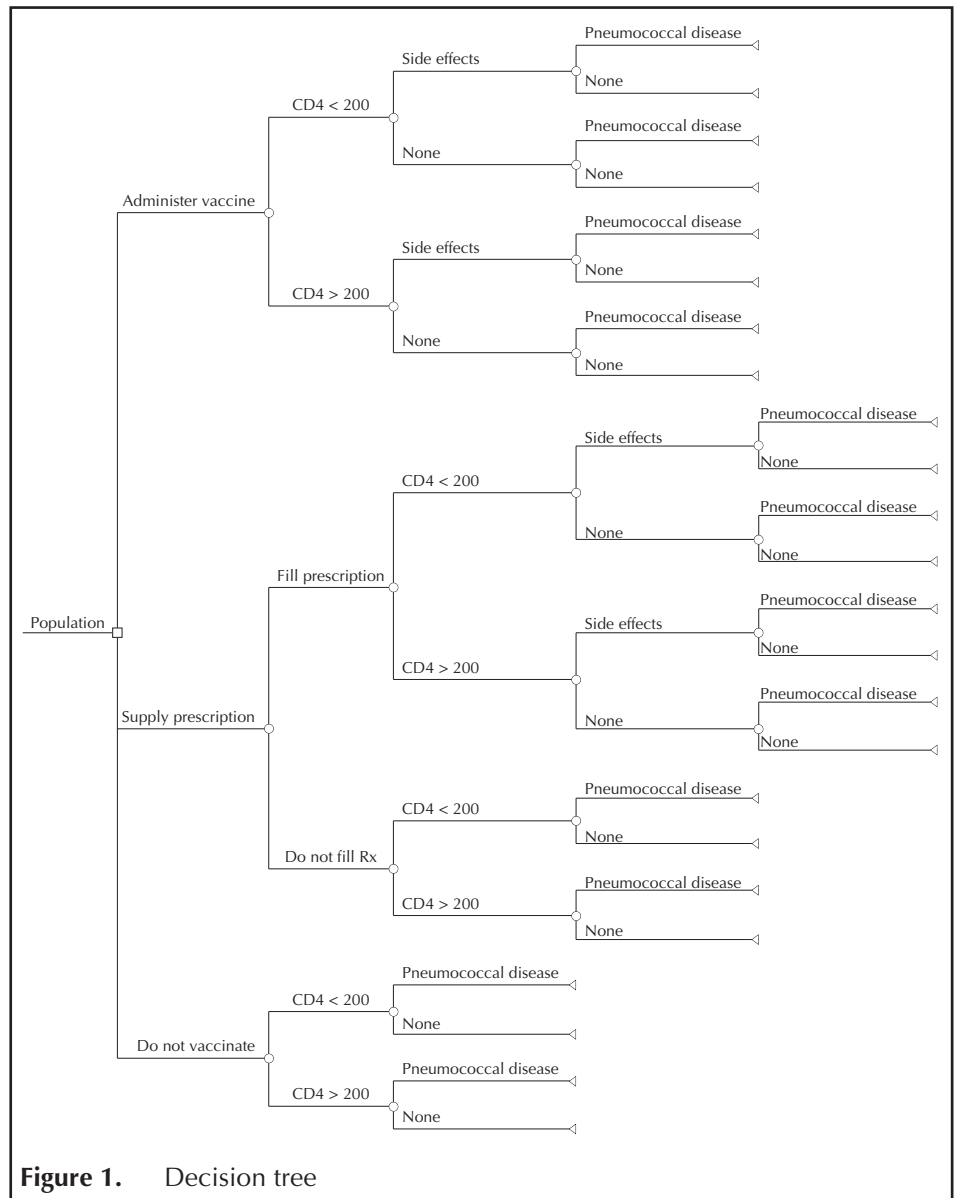 Pneumococcal disease
Side effects
None
CD4 < 200
Pneumococcal disease
None
None
Administer vaccine
Pneumococcal disease
Side effects
None
CD4 > 200
Pneumococcal disease
None
None
Pneumococcal disease
Side effects
None
CD4 < 200
Pneumococcal disease
None
None
Fill prescription
Pneumococcal disease
Side effects
None
CD4 > 200
Pneumococcal disease
None
None
Population
Supply prescription
Pneumococcal disease
CD4 < 200
None
Do not fill Rx
Pneumococcal disease
CD4 > 200
None
Pneumococcal disease
CD4 < 200
None
Do not vaccinate
Pneumococcal disease
CD4 > 200
None
Figure 1. Decision tree